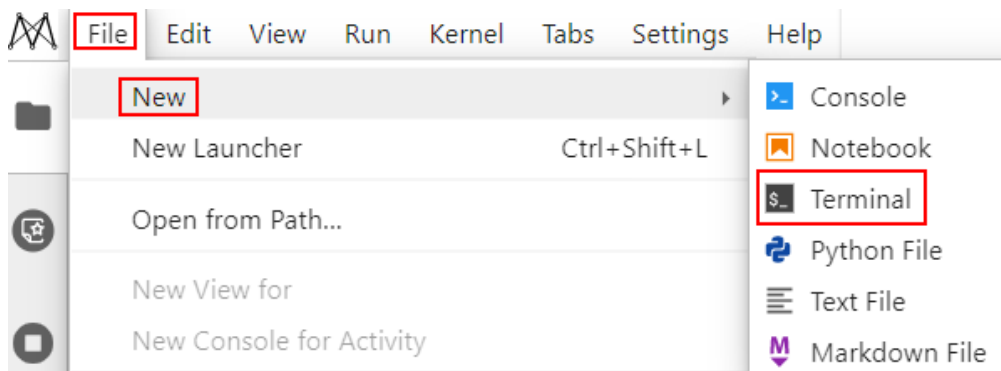 File Edit View Run Kernel Tabs Settings Help
New
New Launcher Ctrl+Shift+L
Open from Path...
New View for
New Console for Activity
Console
Notebook
$_ Terminal
Python File
Text File
M Markdown File